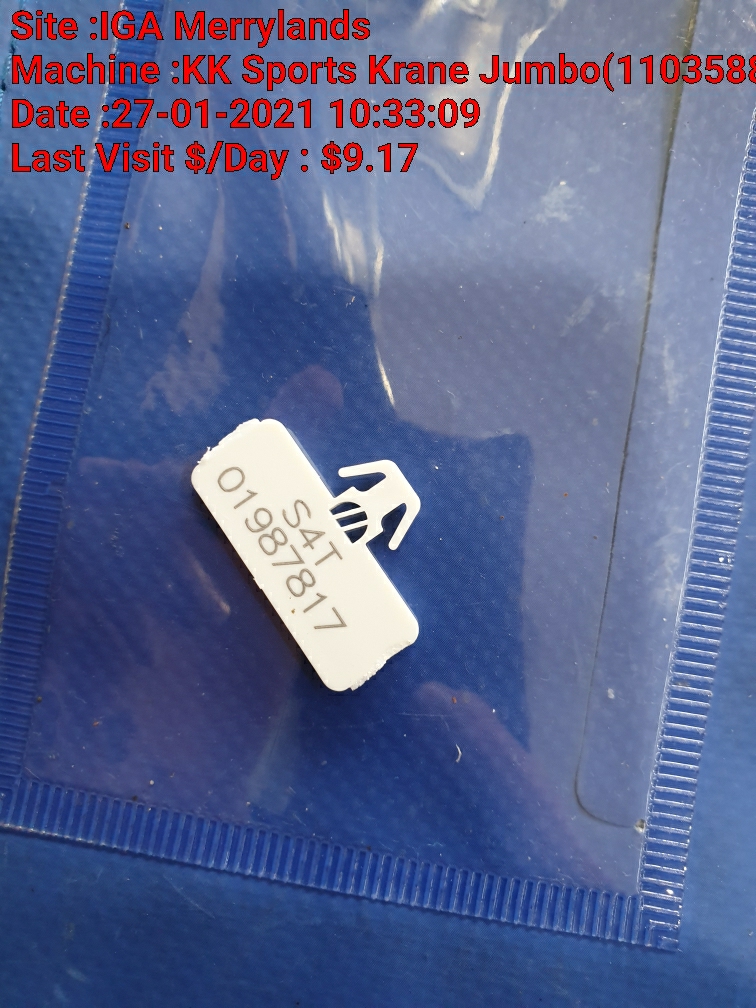 Site :IGA Merrylands
Machine :KK Sports Krane Jumbo(1103588
Date :27-01-2021 10:33:09
Last Visit $/Day : $9.17
S4T
01987817